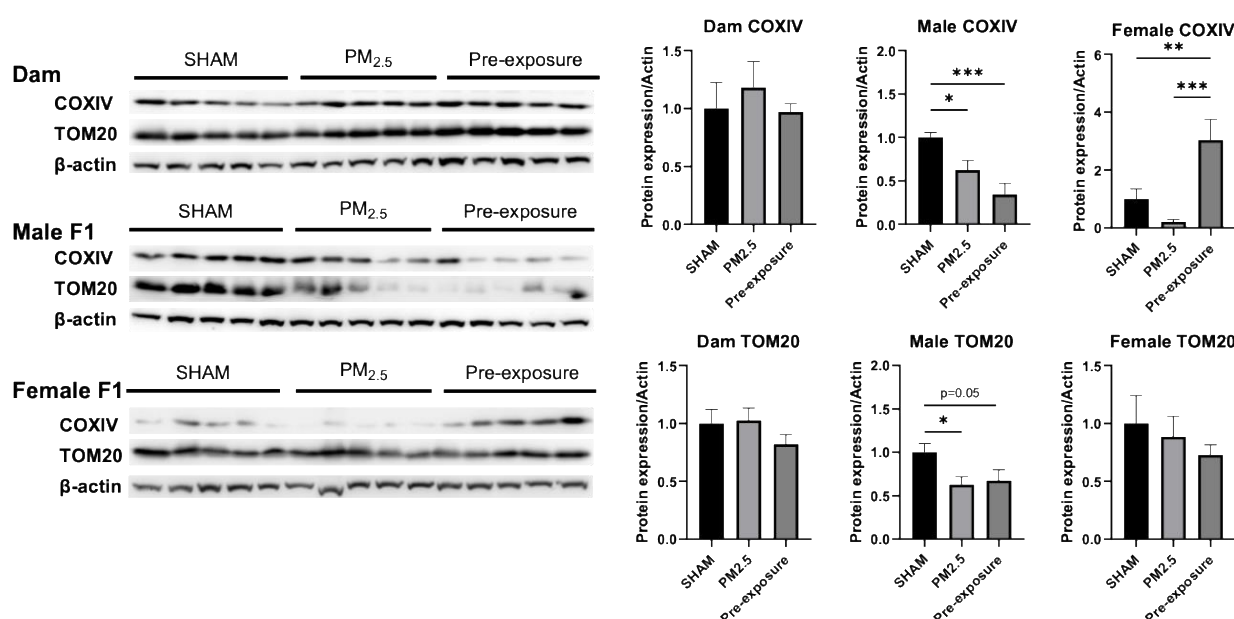 SHAM PM2.5 Pre-exposure
Dam
COXIV
TOM20
β-actin
SHAM PM2.5 Pre-exposure
Male F1
COXIV
TOM20
β-actin
SHAM PM2.5 Pre-exposure
Female F1
COXIV
TOM20
β-actin
Dam COXIV
Protein expression/Actin
1.5
1.0
0.5
0.0
SHAM
PM2.5
Pre-exposure
Male COXIV
Protein expression/Actin
2.0
1.5
1.0
0.5
0.0
***
*
SHAM
PM2.5
Pre-exposure
Female COXIV
Protein expression/Actin
6
4
2
0
**
***
SHAM
PM2.5
Pre-exposure
Dam TOM20
Protein expression/Actin
1.5
1.0
0.5
0.0
SHAM
PM2.5
Pre-exposure
Male TOM20
Protein expression/Actin
2.0
1.5
1.0
0.5
0.0
p=0.05
*
SHAM
PM2.5
Pre-exposure
Female TOM20
Protein expression/Actin
1.5
1.0
0.5
0.0
SHAM
PM2.5
Pre-exposure